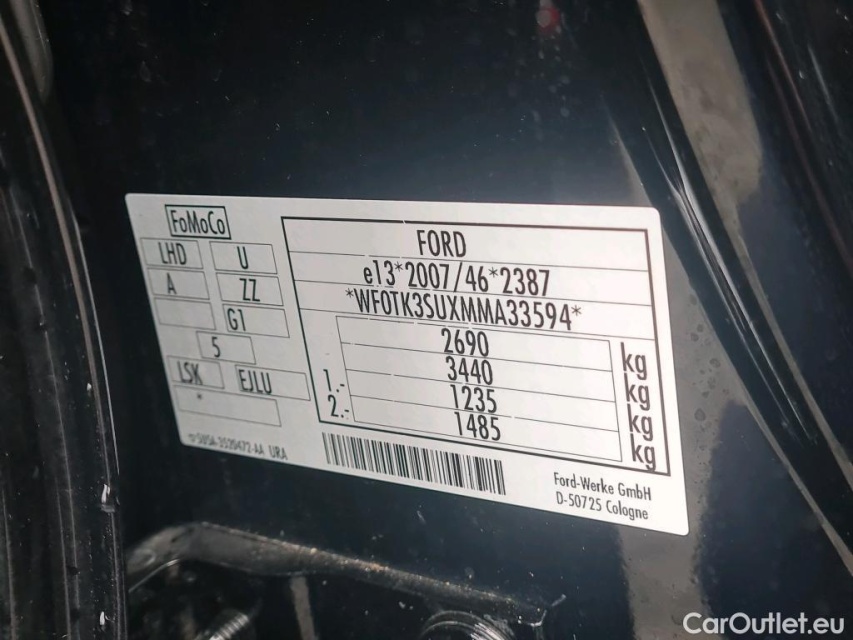 FoMoCo
LHD U
A ZZ
G1
5
LSK EJLU
*
FORD
e13*2007/46*2387
*WF0TK3SUXMMA33594*
2690 kg
3440 kg
1.- 1235 kg
2.- 1485 kg
URA
Ford-Werke GmbH
D-50725 Cologne
CarOutlet.eu